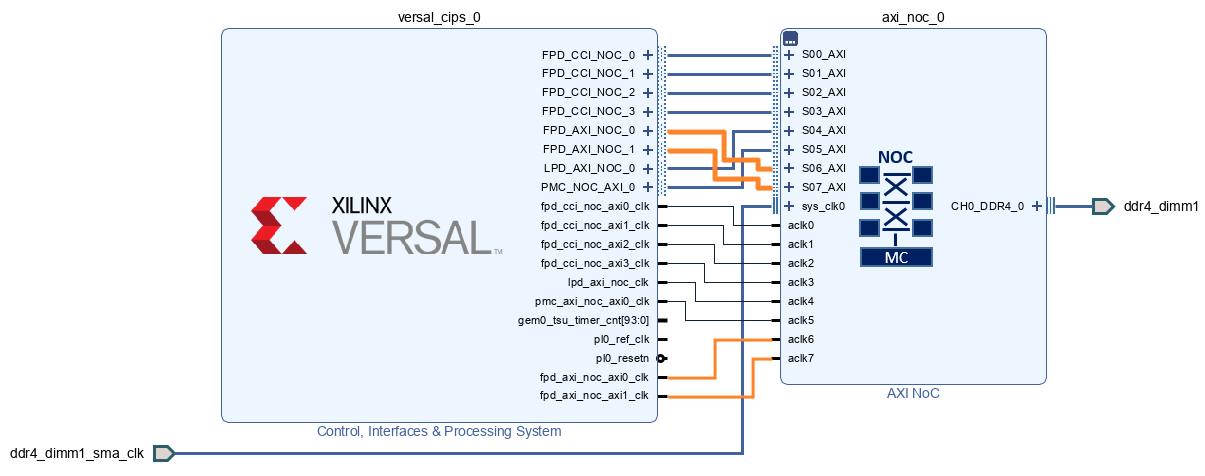 versal_cips_0
axi_noc_0
FPD_CCI_NOC_0
FPD_CCI_NOC_1
FPD_CCI_NOC_2
FPD_CCI_NOC_3
FPD_AXI_NOC_0
FPD_AXI_NOC_1
LPD_AXI_NOC_0
PMC_NOC_AXI_0
fpd_cci_noc_axi0_clk
fpd_cci_noc_axi1_clk
fpd_cci_noc_axi2_clk
fpd_cci_noc_axi3_clk
lpd_axi_noc_clk
pmc_axi_noc_axi0_clk
gem0_tsu_timer_cnt[93:0]
pl0_ref_clk
pl0_resetn
fpd_axi_noc_axi0_clk
fpd_axi_noc_axi1_clk
XILINX
VERSAL™
Control, Interfaces & Processing System
S00_AXI
S01_AXI
S02_AXI
S03_AXI
S04_AXI
S05_AXI
S06_AXI
S07_AXI
sys_clk0
aclk0
aclk1
aclk2
aclk3
aclk4
aclk5
aclk6
aclk7
NOC
MC
CH0_DDR4_0
AXI NoC
ddr4_dimm1
ddr4_dimm1_sma_clk